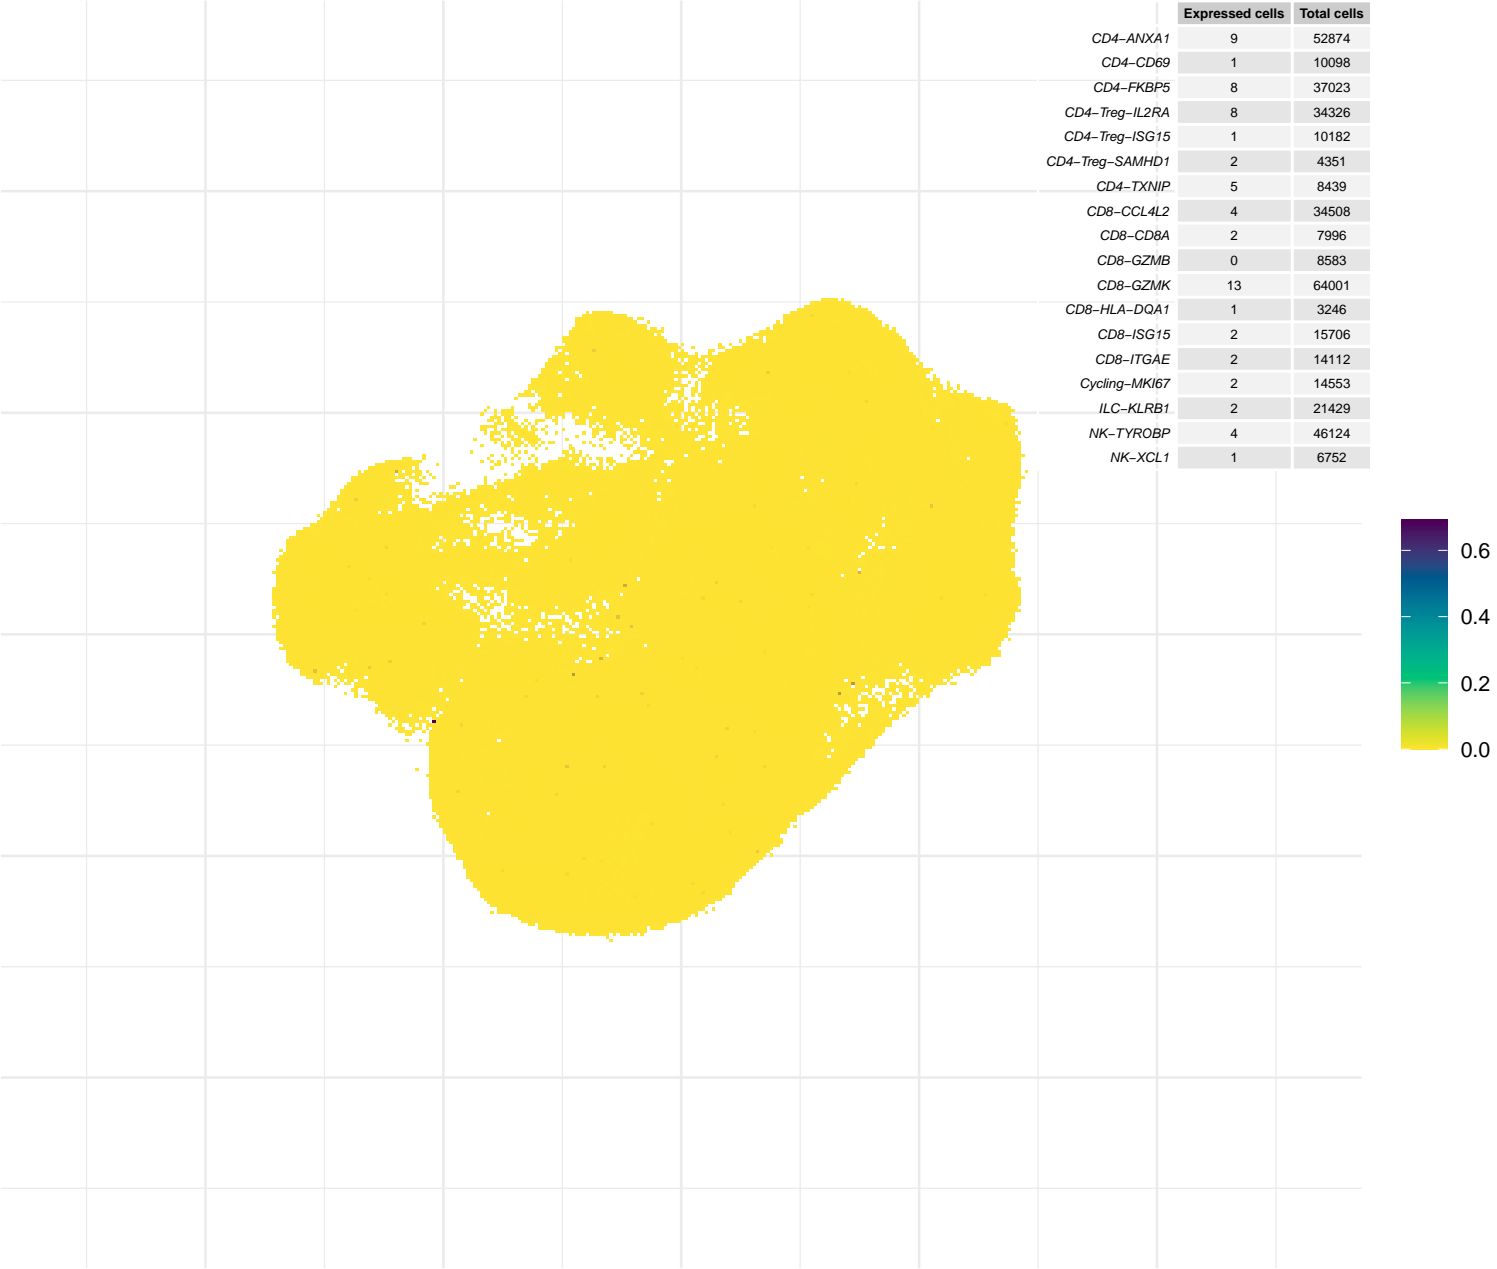 Expressed cells Total cells
CD4−ANXA1 9 52874
CD4−CD69 1 10098
CD4−FKBP5 8 37023
CD4−Treg−IL2RA 8 34326
CD4−Treg−ISG15 1 10182
CD4−Treg−SAMHD1 2 4351
CD4−TXNIP 5 8439
CD8−CCL4L2 4 34508
CD8−CD8A 2 7996
CD8−GZMB 0 8583
CD8−GZMK 13 64001
CD8−HLA−DQA1 1 3246
CD8−ISG15 2 15706
CD8−ITGAE 2 14112
Cycling−MKI67 2 14553
ILC−KLRB1 2 21429
NK−TYROBP 4 46124
NK−XCL1 1 6752
0.6
0.4
0.2
0.0